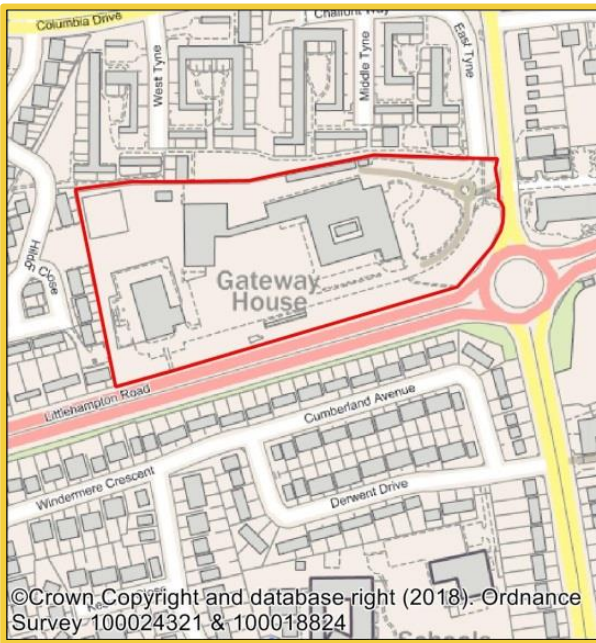 Columbia Drive
Chalfont Way
West Tyne
Middle Tyne
East Tyne
Close
Gateway
House
Littlehampton Road
Cumberland Avenue
Windermere Crescent
Derwent Drive
©Crown Copyright and database right (2018). Ordnance
Survey 100024321 & 100018824